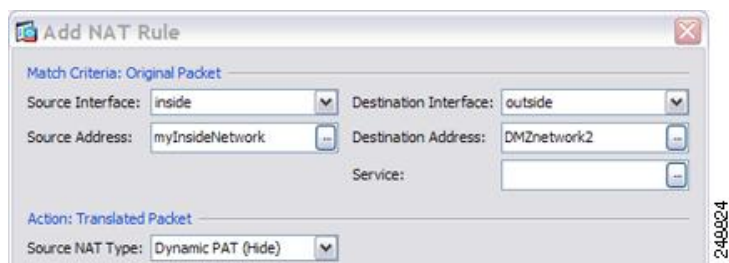 Add NAT Rule
Match Criteria: Original Packet
Source Interface: inside Destination Interface: outside
Source Address: myInsideNetwork ... Destination Address: DMZnetwork2 ...
Service: ...
Action: Translated Packet
Source NAT Type: Dynamic PAT (Hide)
248824